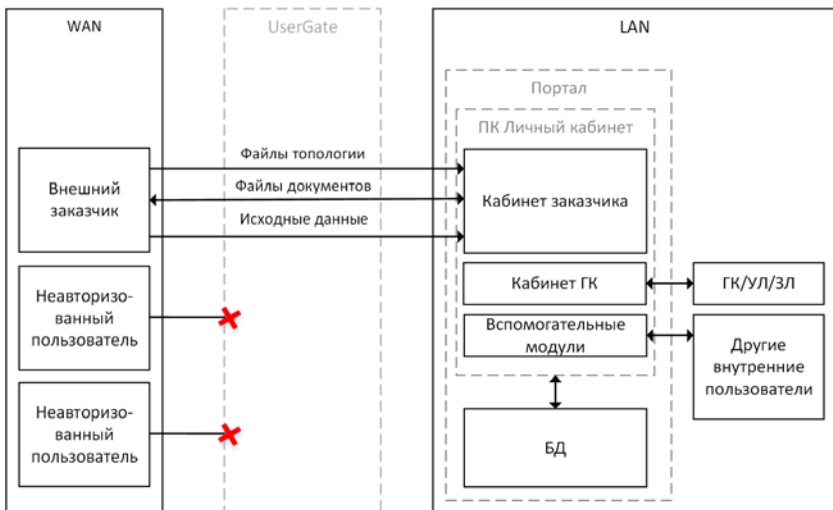 WAN
UserGate
LAN
Портал
ПК Личный кабинет
Внешний
заказчик
Файлы топологии
Файлы документов
Исходные данные
Кабинет заказчика
Неавторизо-
ванный
пользователь
Кабинет ГК
ГК/УЛ/ЗЛ
Вспомогательные
модули
Другие
внутренние
пользователи
Неавторизо-
ванный
пользователь
БД